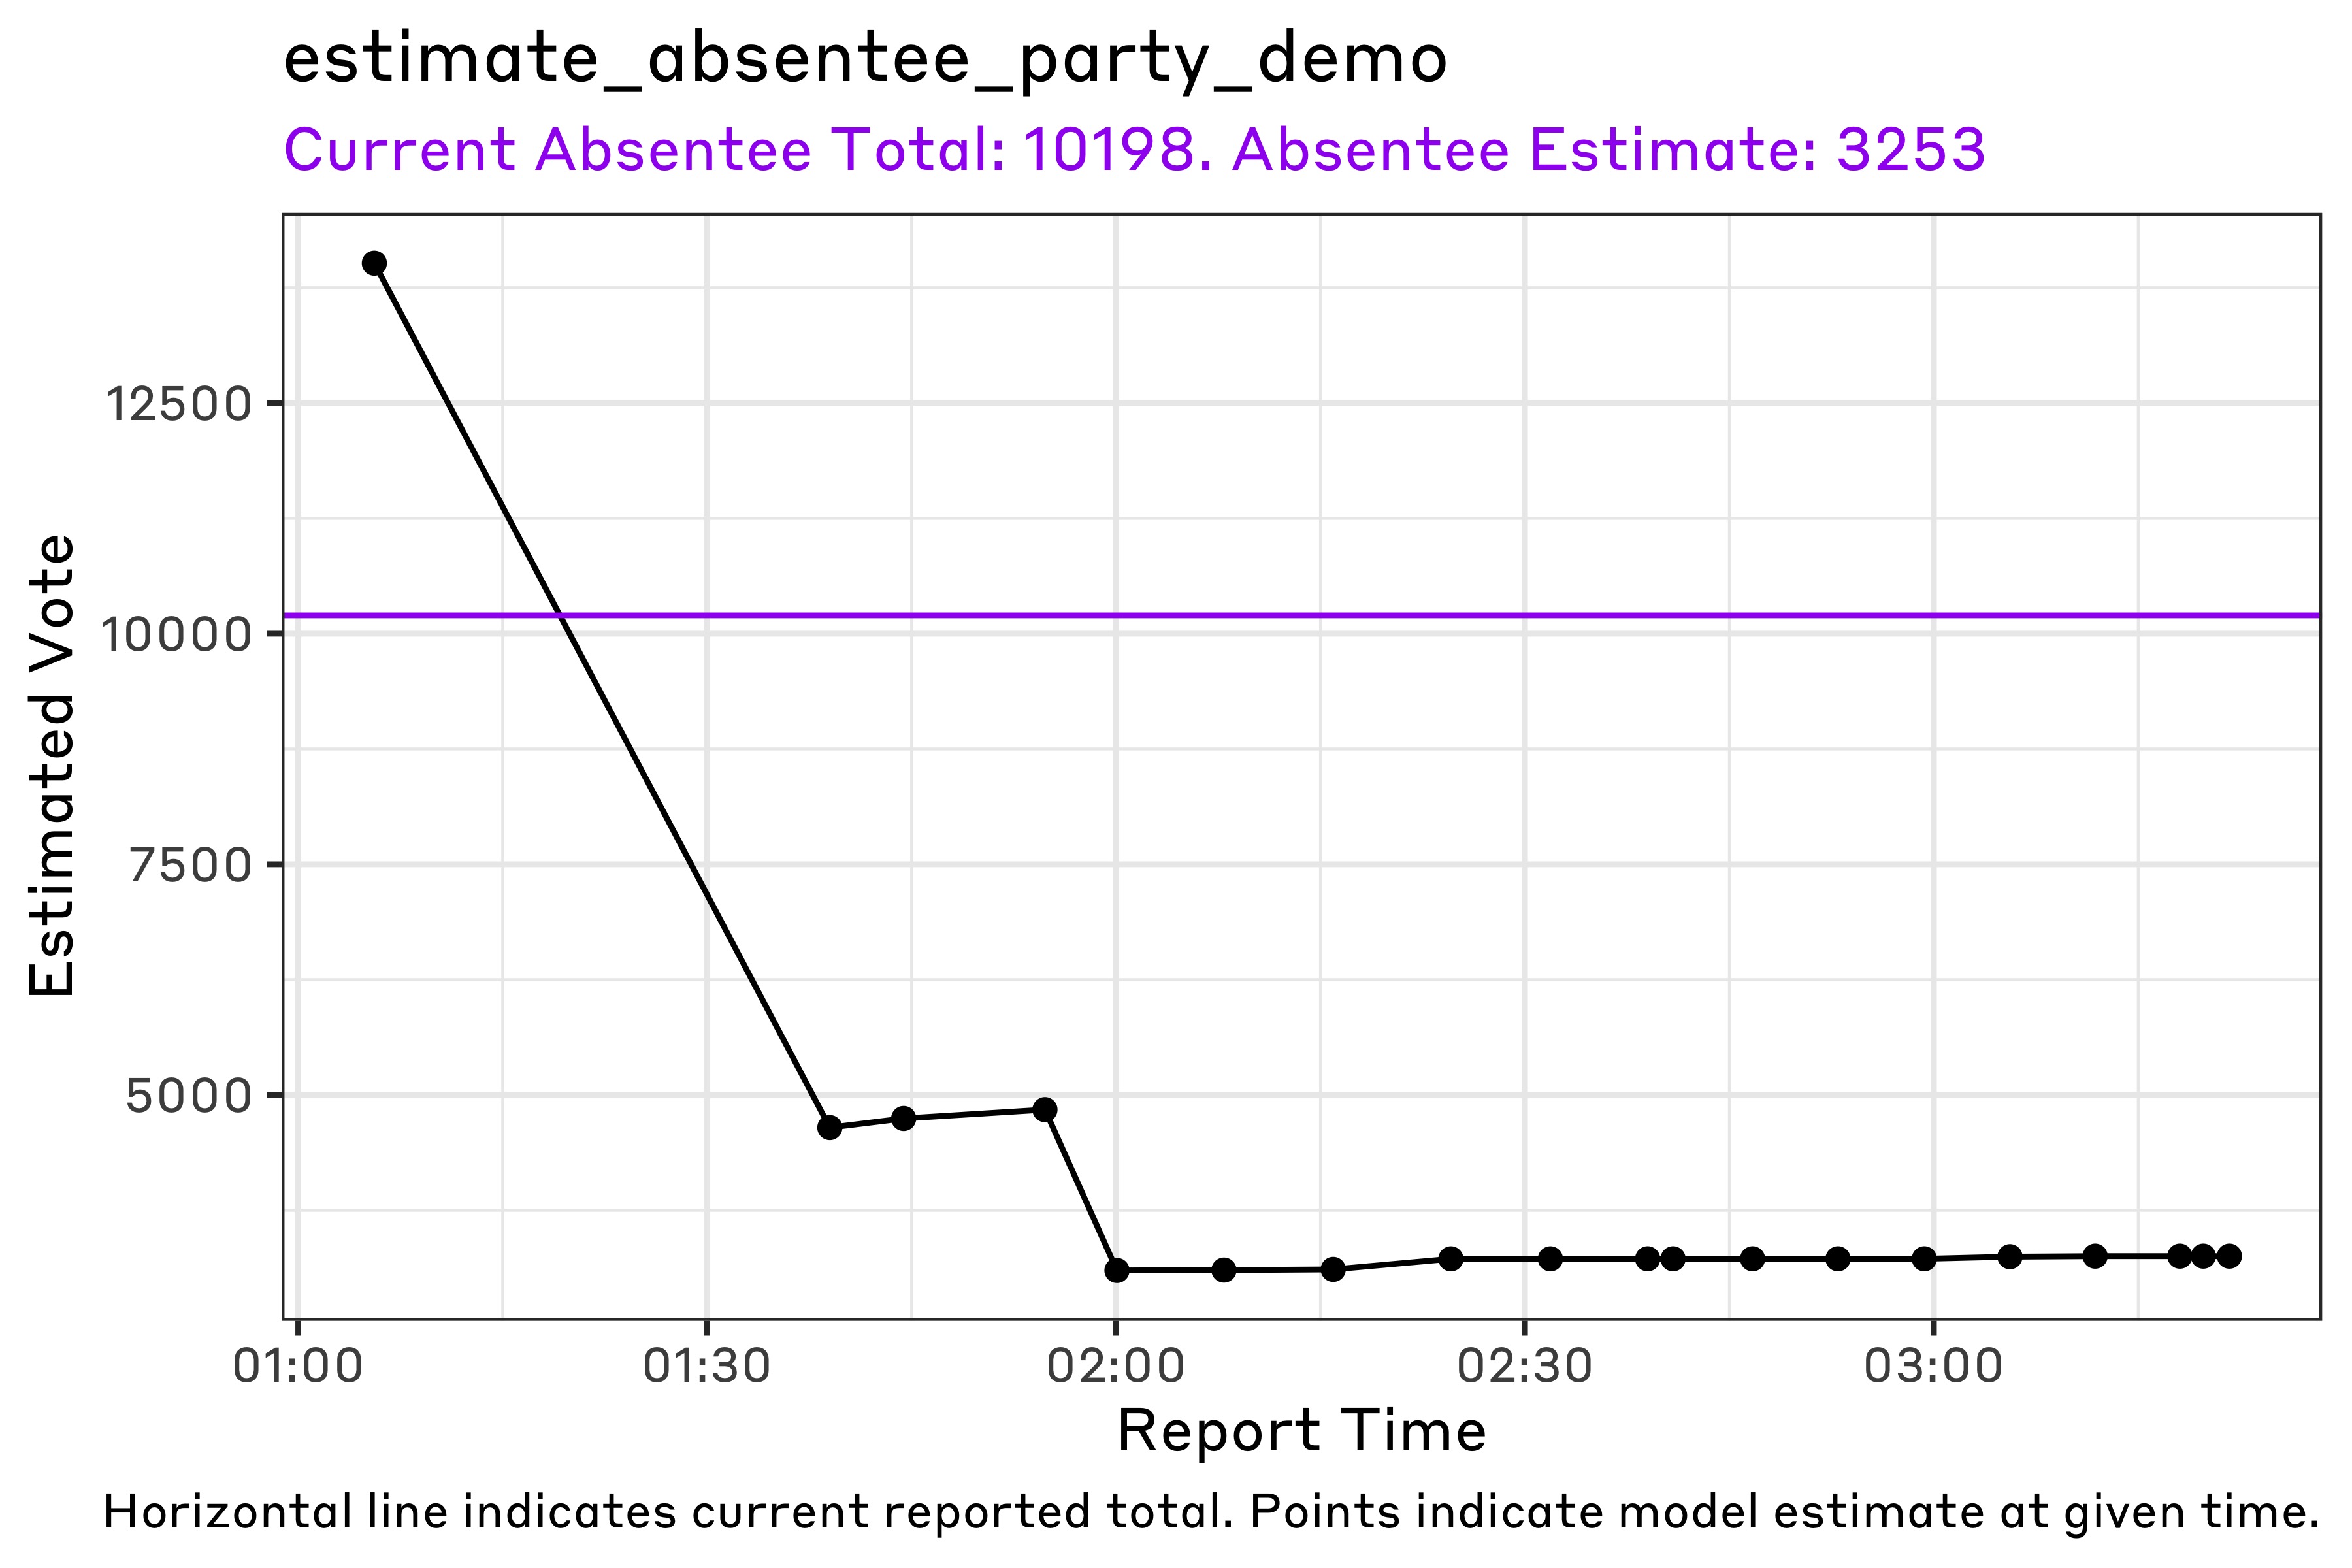 estimate_absentee_party_demo
Current Absentee Total: 10198. Absentee Estimate: 3253
Estimated Vote
12500
10000
7500
5000
01:00 01:30 02:00 02:30 03:00
Report Time
Horizontal line indicates current reported total. Points indicate model estimate at given time.